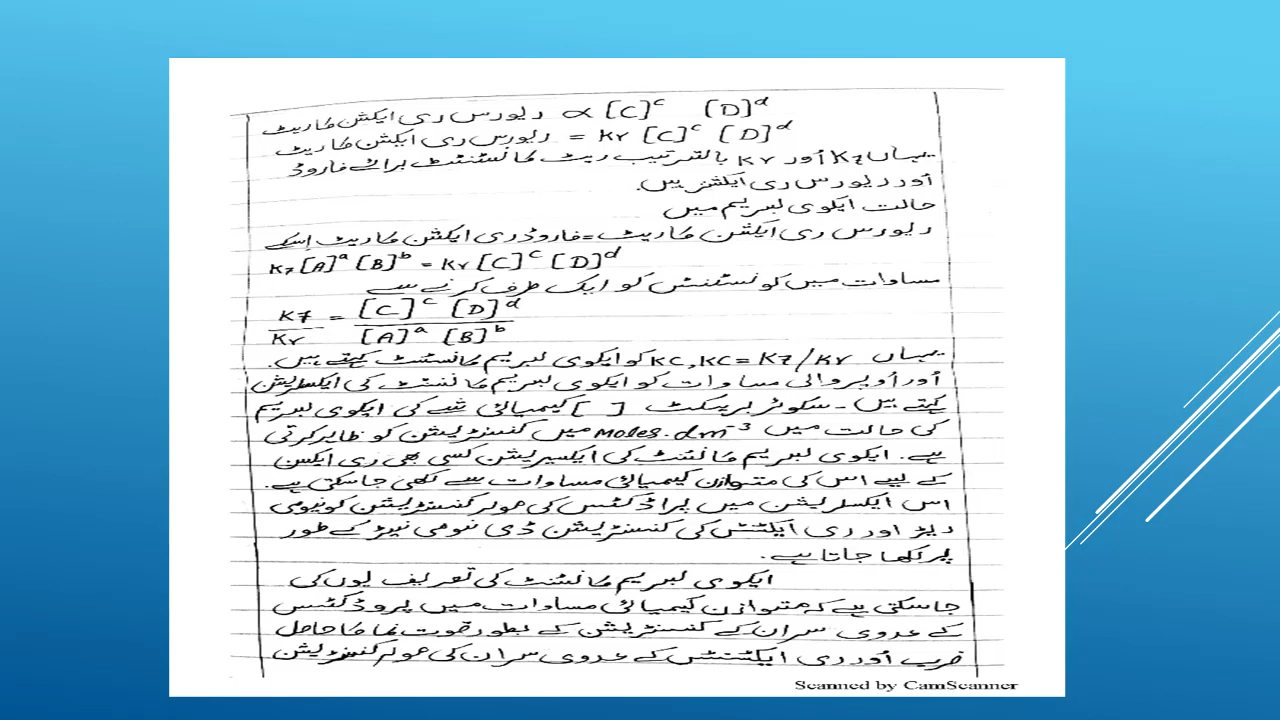 ریورس ری ایکشن کا ریٹ ∝ [C]ᶜ [D]ᵈ
ریورس ری ایکشن کا ریٹ = Kr [C]ᶜ [D]ᵈ
یہاں Kf اور Kr بالترتیب ریٹ کانسٹنٹ برائے فارورڈ
اور ریورس ری ایکشنز ہیں.
حالت ایکوی لبریم میں
ریورس ری ایکشن کا ریٹ = فارورڈ ری ایکشن کا ریٹ اسکے
Kf [A]ᵃ [B]ᵇ = Kr [C]ᶜ [D]ᵈ
مساوات میں کونسٹنٹس کو ایک طرف کرنے سے
Kf/Kr = [C]ᶜ [D]ᵈ / [A]ᵃ [B]ᵇ
یہاں KC, KC = Kf/Kr کو ایکوی لبریم کانسٹنٹ کہتے ہیں.
اور اوپر والی مساوات کو ایکوی لبریم کانسٹنٹ کی ایکسپریشن
کہتے ہیں - سکوئر بریکٹ [ ] کیمیائی شے کی ایکوی لبریم
کی حالت میں Moles.dm⁻³ میں کنسنٹریشن کو ظاہر کرتی
ہے. ایکوی لبریم کانسٹنٹ کی ایکسپریشن کسی بھی ری ایکشن
کے لیے اس کی متوازن کیمیائی مساوات سے لکھی جاسکتی ہے.
اس ایکسپریشن میں پراڈکٹس کی مولر کنسنٹریشن کو نیومی
ریٹر اور ری ایکٹنٹس کی کنسنٹریشن ڈی نومی نیٹر کے طور
پر لکھا جاتا ہے.
ایکوی لبریم کانسٹنٹ کی تعریف یوں کی
جاسکتی ہے کہ متوازن کیمیائی مساوات میں پروڈکٹس
کے عددی سر ان کے کنسنٹریشن کے بطور قوت نما کا حاصل
ضرب اور ری ایکٹنٹس کے عددی سر ان کی مولر کنسنٹریشن
Scanned by CamScanner